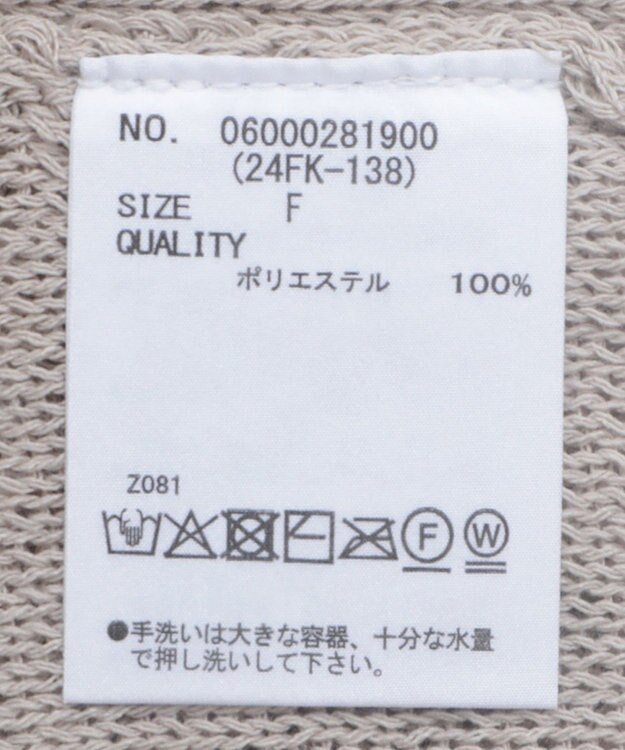 NO. 06000281900
(24FK-138)
SIZE F
QUALITY
ポリエステル 100%
Z081
F W
●手洗いは大きな容器、十分な水量
で押し洗いして下さい。